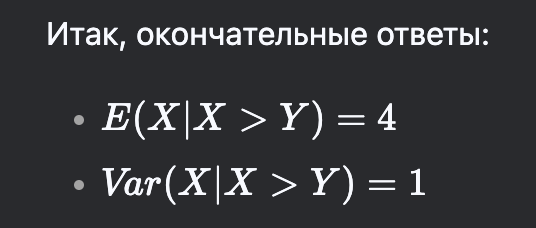 Итак, окончательные ответы:
• E(X|X > Y) = 4
• Var(X|X > Y) = 1